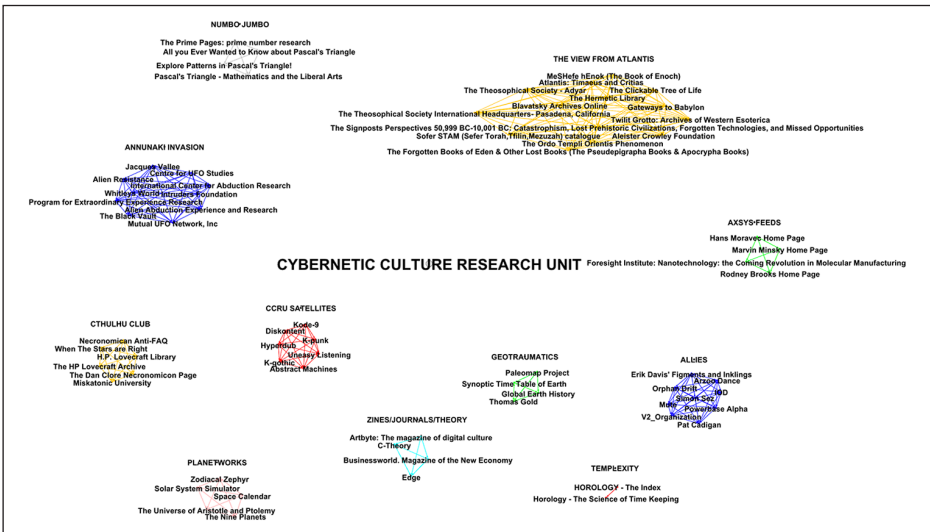 NUMBO-JUMBO
The Prime Pages: prime number research
All you Ever Wanted to Know about Pascal's Triangle
Explore Patterns in Pascal's Triangle!
Pascal's Triangle - Mathematics and the Liberal Arts
THE VIEW FROM ATLANTIS
MeSHefe hEnok (The Book of Enoch)
Atlantis: Timaeus and Critias
The Theosophical Society - Adyar
The Clickable Tree of Life
The Hermetic Library
Blavatsky Archives Online
Gateways to Babylon
The Theosophical Society International Headquarters- Pasadena, California
Twilit Grotto: Archives of Western Esoterica
The Signposts Perspectives 50,999 BC-10,001 BC: Catastrophism, Lost Prehistoric Civilizations, Forgotten Technologies, and Missed Opportunities
Sofer STAM (Sefer Torah,Tfilin,Mezuzah) catalogue
Aleister Crowley Foundation
The Ordo Templi Orientis Phenomenon
The Forgotten Books of Eden & Other Lost Books (The Pseudepigrapha Books & Apocrypha Books)
ANNUNAKI INVASION
Jacques Vallee
Centre for UFO Studies
Alien Resistance
International Center for Abduction Research
Whitleys World
Intruders Foundation
Program for Extraordinary Experience Research
Alien Abduction Experience and Research
The Black Vault
Mutual UFO Network, Inc
AXSYS-FEEDS
Hans Moravec Home Page
Marvin Minsky Home Page
Foresight Institute: Nanotechnology: the Coming Revolution in Molecular Manufacturing
Rodney Brooks Home Page
CYBERNETIC CULTURE RESEARCH UNIT
CCRU SATELLITES
Kode-9
Diskontent
K-punk
Hyperdub
Uneasy Listening
K-gothic
Abstract Machines
CTHULHU CLUB
Necronomican Anti-FAQ
When The Stars are Right
H.P. Lovecraft Library
The HP Lovecraft Archive
The Dan Clore Necronomicon Page
Miskatonic University
GEOTRAUMATICS
Paleomap Project
Synoptic Time Table of Earth
Global Earth History
Thomas Gold
ALLIES
Erik Davis' Figments and Inklings
Arzoo Dance
Orphan Drift
Simon Sez
Mute
Powerbase Alpha
V2_Organization
Pat Cadigan
ZINES/JOURNALS/THEORY
Artbyte: The magazine of digital culture
C-Theory
Businessworld. Magazine of the New Economy
Edge
PLANETWORKS
Zodiacal Zephyr
Solar System Simulator
Space Calendar
The Universe of Aristotle and Ptolemy
The Nine Planets
TEMPLEXITY
HOROLOGY - The Index
Horology - The Science of Time Keeping